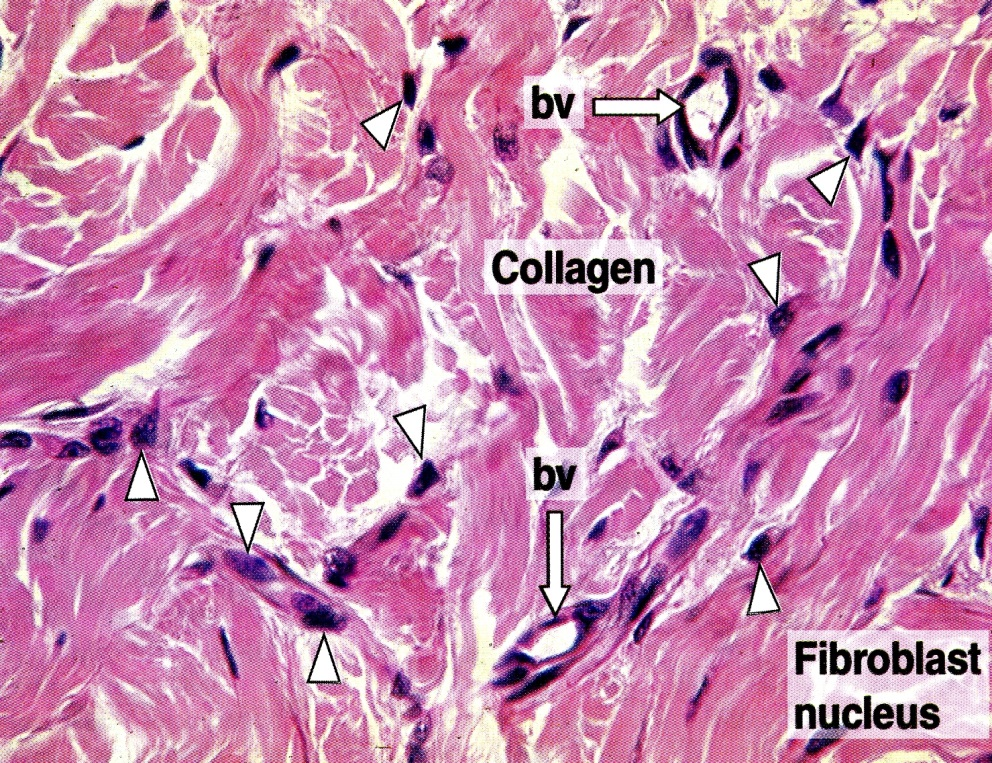 bv
Collagen
bv
Fibroblast
nucleus